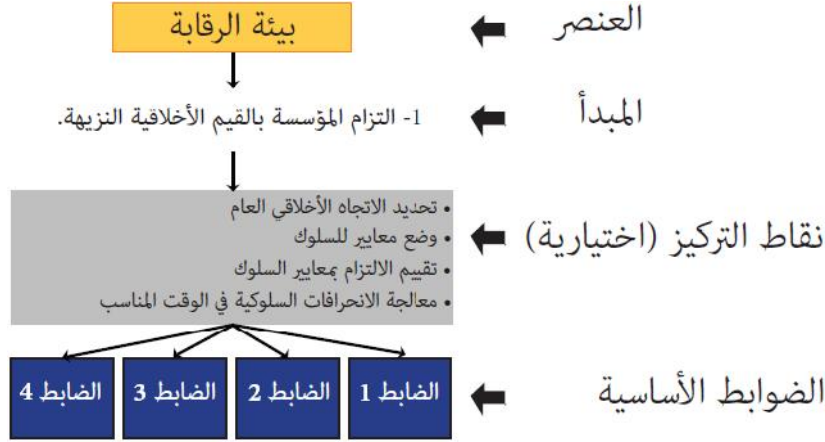 العنصر
بيئة الرقابة
المبدأ
1- التزام المؤسسة بالقيم الأخلاقية النزيهة.
نقاط التركيز (اختيارية)
• تحديد الاتجاه الأخلاقي العام
• وضع معايير للسلوك
• تقييم الالتزام بمعايير السلوك
• معالجة الانحرافات السلوكية في الوقت المناسب
الضوابط الأساسية
الضابط 1
الضابط 2
الضابط 3
الضابط 4